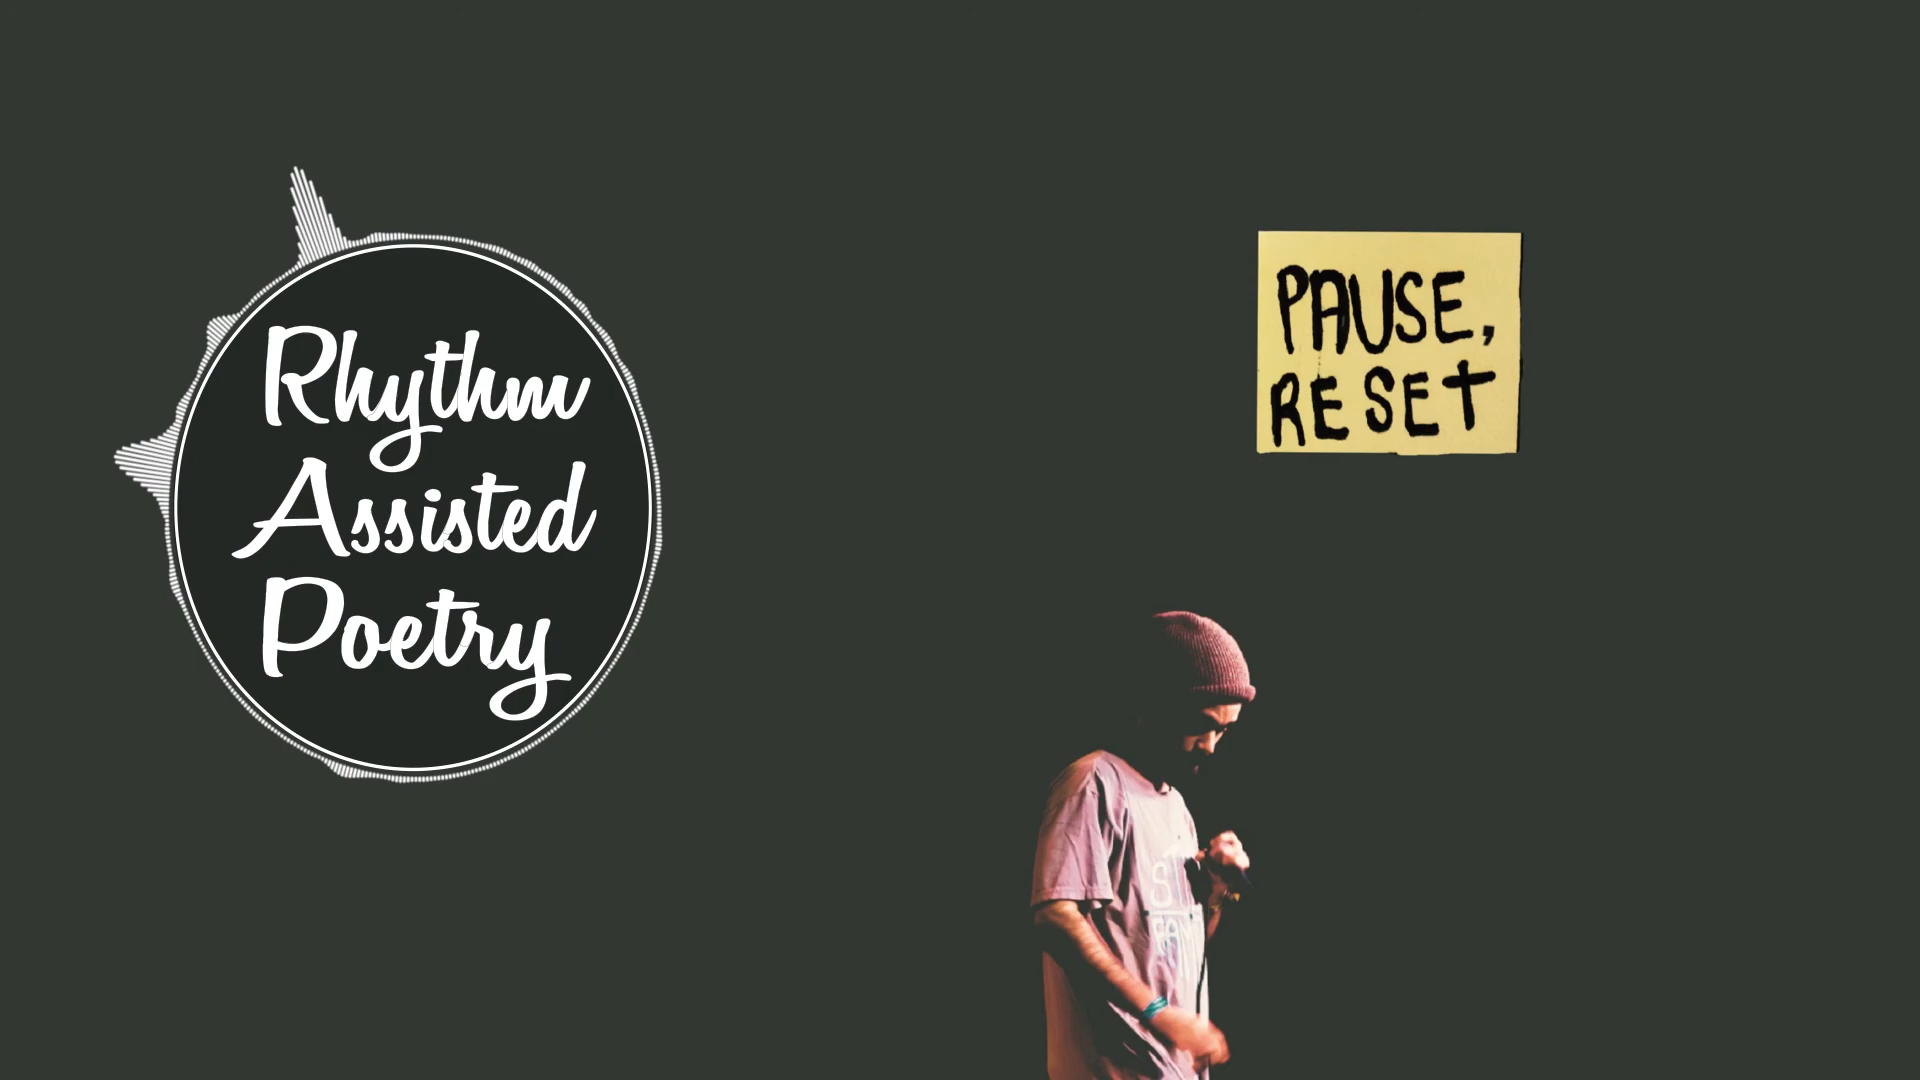 Rhythm
Assisted
Poetry
PAUSE,
RESET